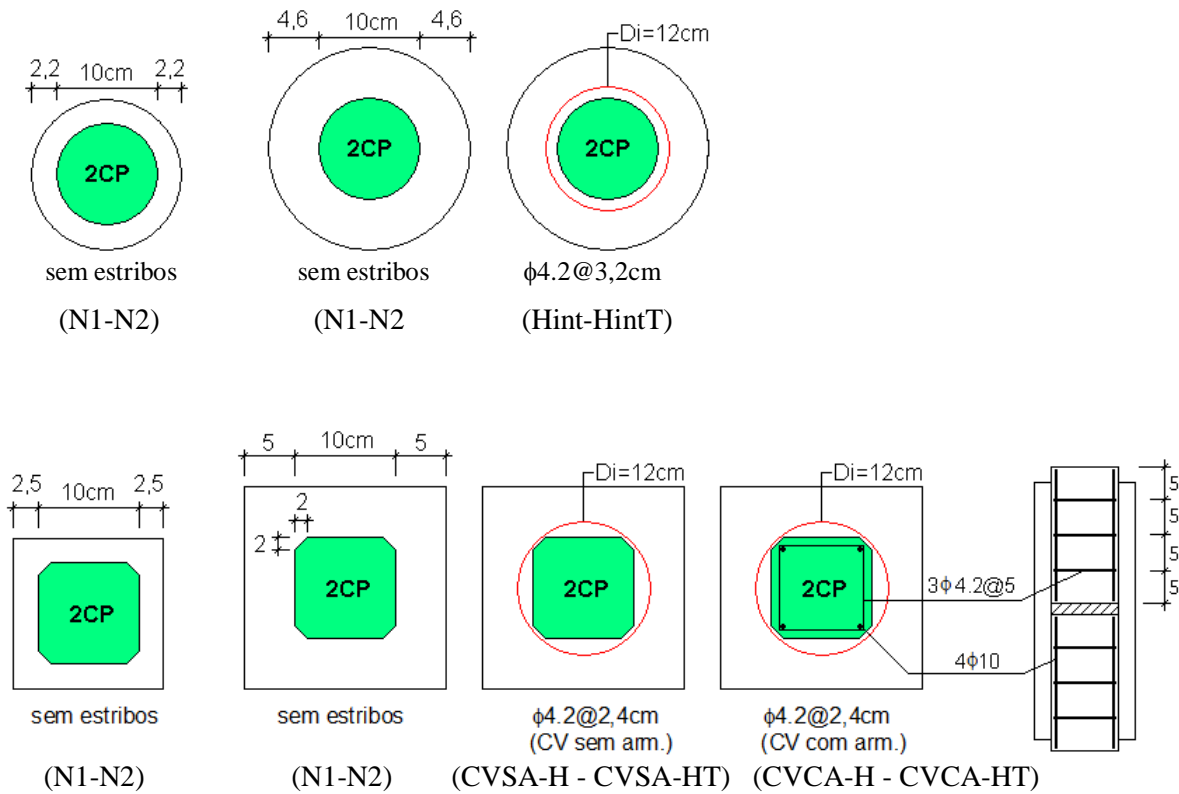 4,6 10cm 4,6
Di=12cm
2,2 10cm 2,2
2CP
2CP
2CP
sem estribos
sem estribos
ϕ4.2@3,2cm
(N1-N2)
(N1-N2
(Hint-HintT)
5 10cm 5
Di=12cm
Di=12cm
2,5 10cm 2,5
2
2
5
5
5
5
2CP
2CP
2CP
2CP
3ϕ4.2@5
4ϕ10
sem estribos
sem estribos
ϕ4.2@2,4cm
(CV sem arm.)
ϕ4.2@2,4cm
(CV com arm.)
(N1-N2)
(N1-N2)
(CVSA-H - CVSA-HT)
(CVCA-H - CVCA-HT)